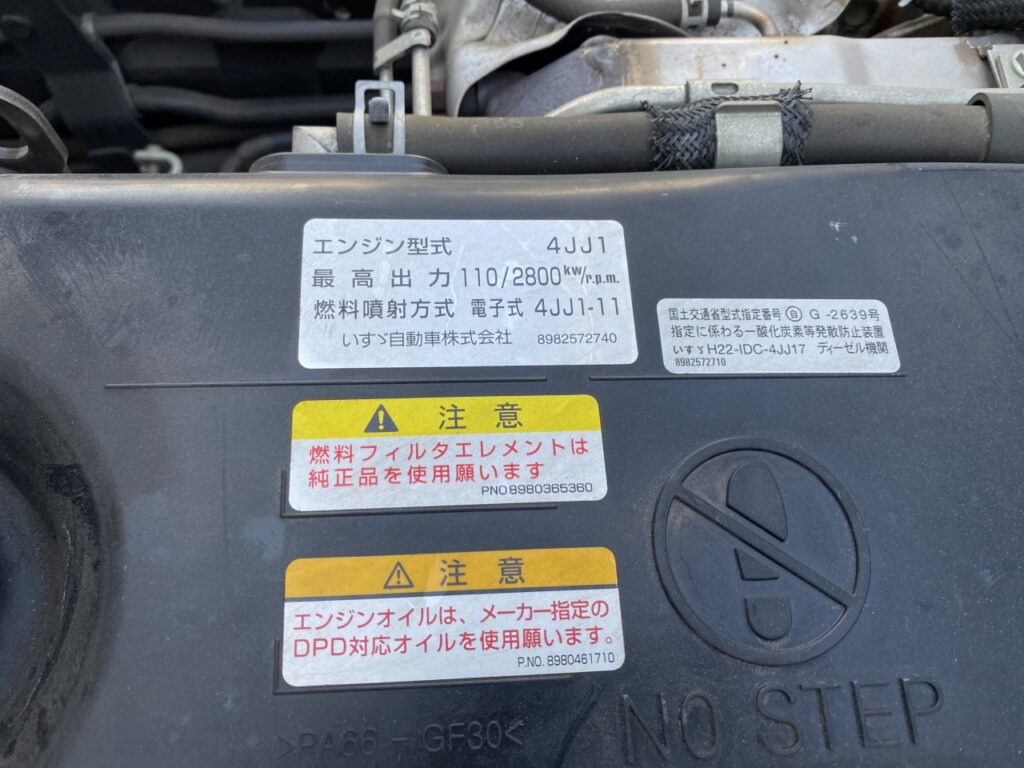 エンジン型式 4JJ1
最高出力 110/2800kW/r.p.m.
燃料噴射方式 電子式 4JJ1-11
いすゞ自動車株式会社 8982572740
国土交通省型式指定番号 自 G -2639号
指定に係わる一酸化炭素等発散防止装置
いすゞH22-IDC-4JJ17 ディーゼル機関
8982572710
⚠ 注意
燃料フィルタエレメントは
純正品を使用願います
PNO8980365360
⚠ 注意
エンジンオイルは、メーカー指定の
DPD対応オイルを使用願います。
P.NO. 8980461710
NO STEP
>PA66-GF30<